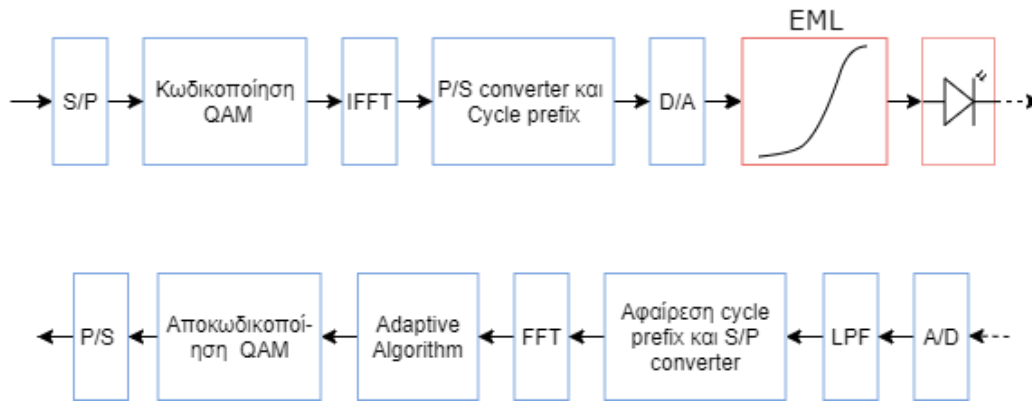 EML
S/P
Κωδικοποίηση
QAM
IFFT
P/S converter και
Cycle prefix
D/A
P/S
Αποκωδικοποί-
ηση QAM
Adaptive
Algorithm
FFT
Αφαίρεση cycle
prefix και S/P
converter
LPF
A/D